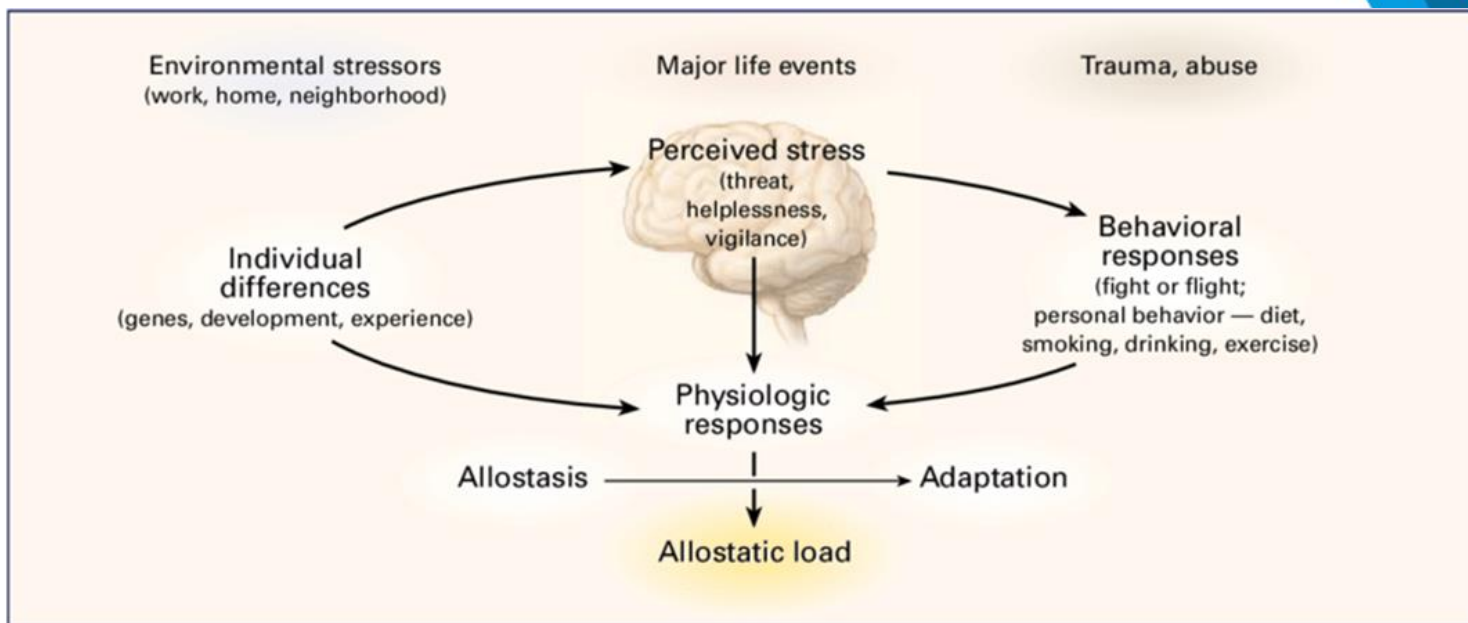 Environmental stressors
(work, home, neighborhood)
Major life events
Trauma, abuse
Perceived stress
(threat,
helplessness,
vigilance)
Individual
differences
(genes, development, experience)
Behavioral
responses
(fight or flight;
personal behavior — diet,
smoking, drinking, exercise)
Physiologic
responses
Allostasis
Adaptation
Allostatic load